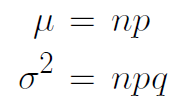 μ = np
σ² = npq